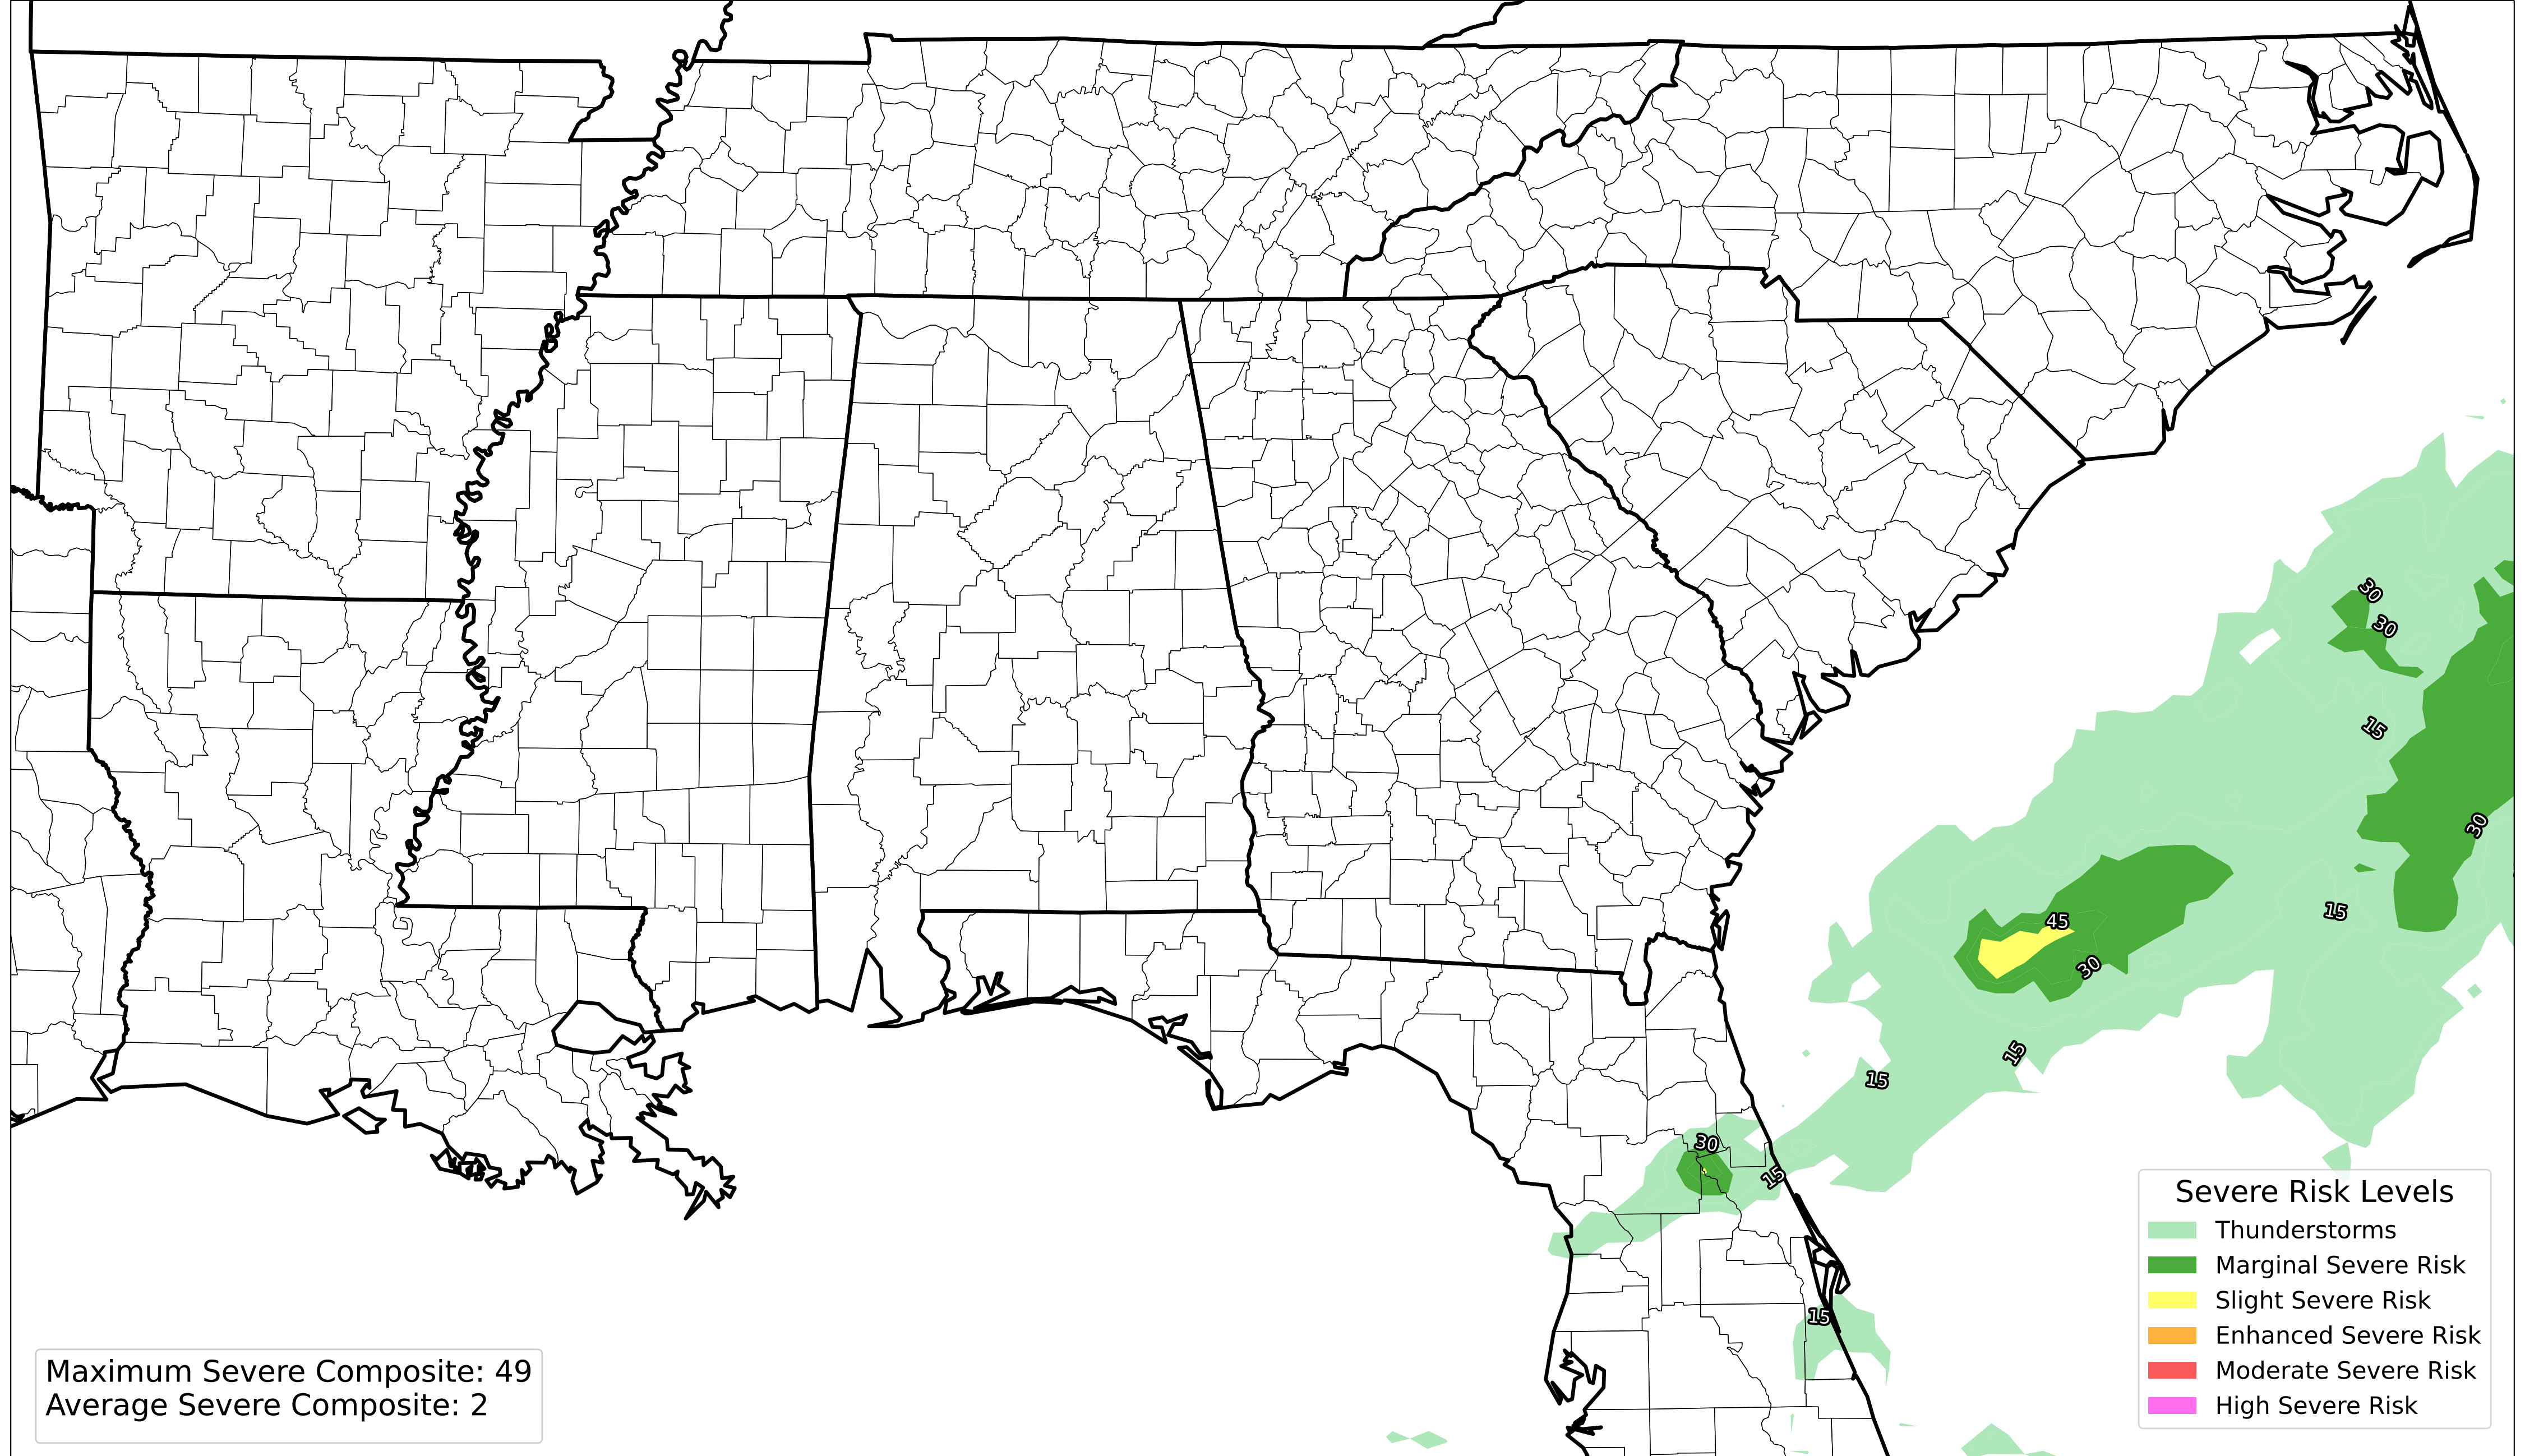 30
30
15
30
45
15
30
15
15
30
15
15
Severe Risk Levels
Thunderstorms
Marginal Severe Risk
Slight Severe Risk
Enhanced Severe Risk
Moderate Severe Risk
High Severe Risk
Maximum Severe Composite: 49
Average Severe Composite: 2